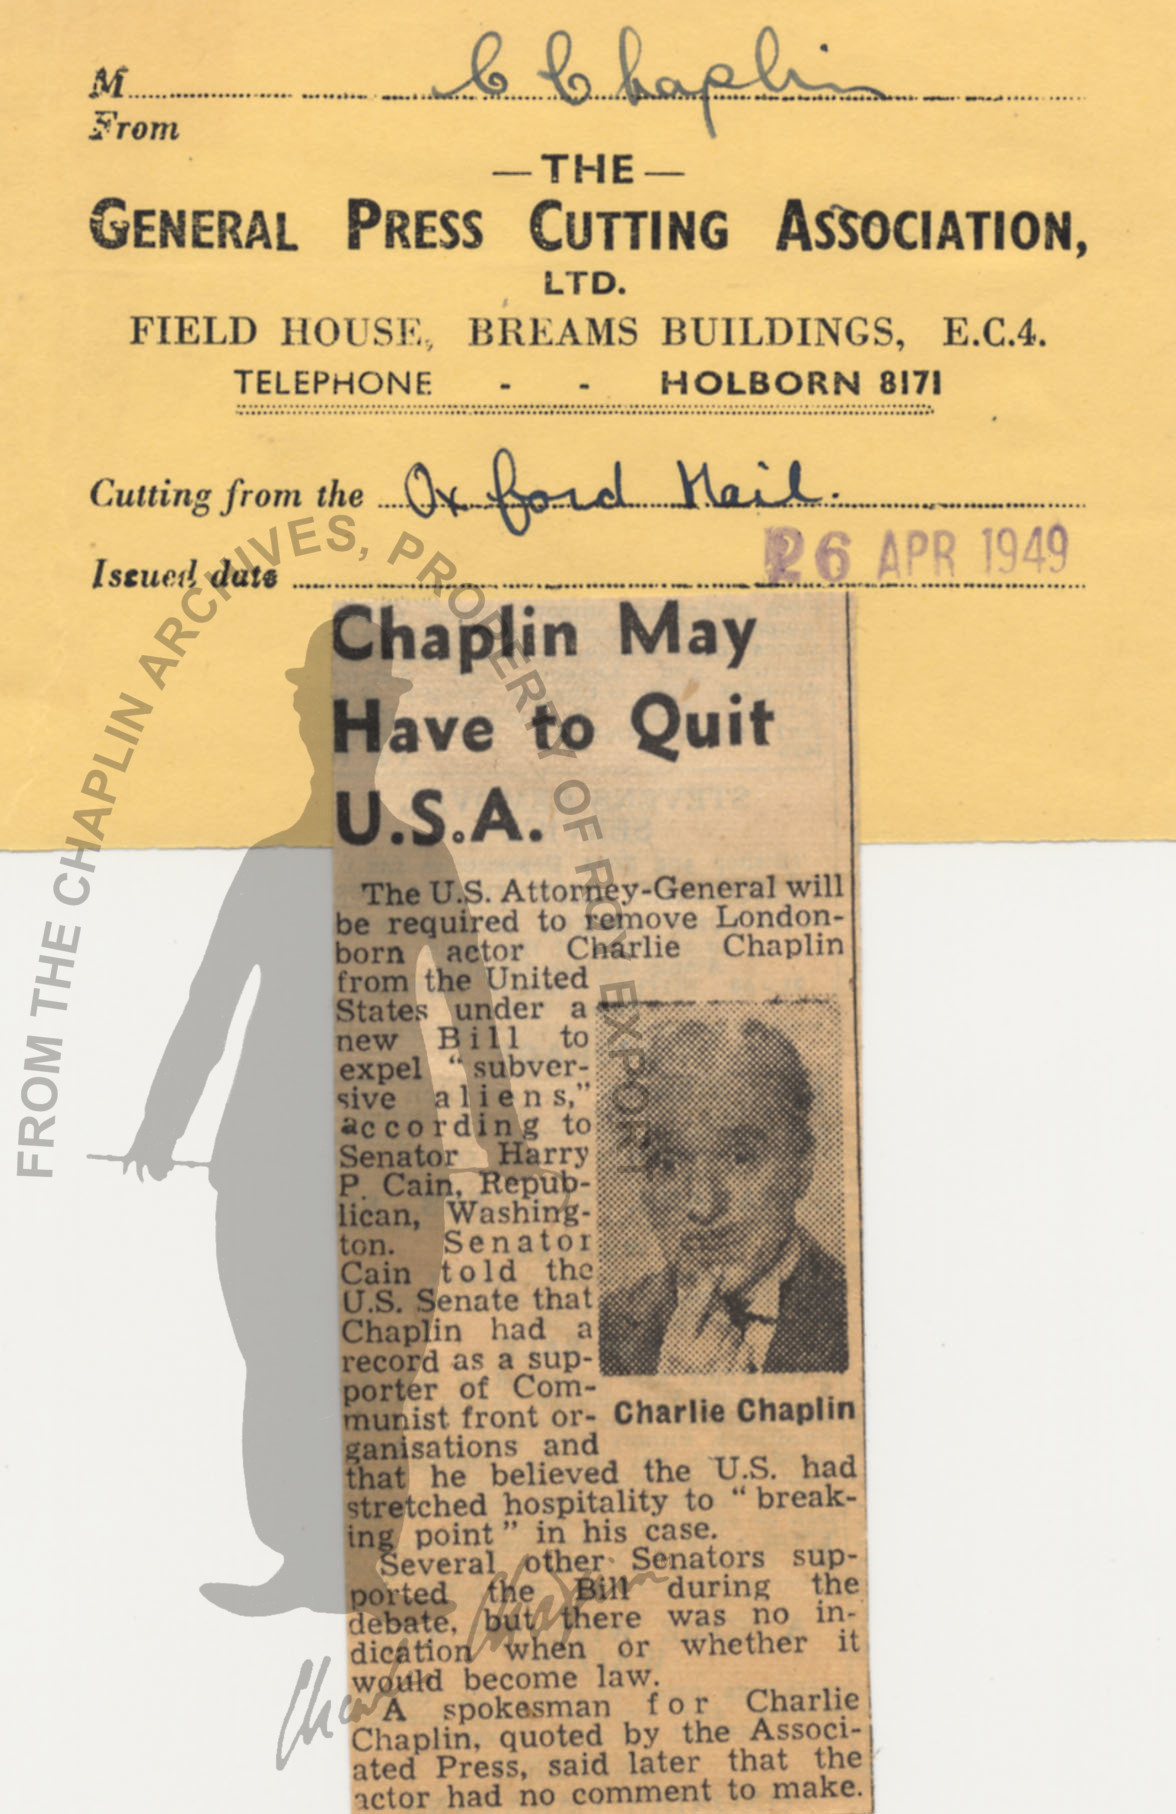 M C Chaplin
From
— THE —
GENERAL PRESS CUTTING ASSOCIATION,
LTD.
FIELD HOUSE, BREAMS BUILDINGS, E.C.4.
TELEPHONE - - HOLBORN 8171
Cutting from the Oxford Mail.
Issued date 26 APR 1949
Chaplin May
Have to Quit
U.S.A.
The U.S. Attorney-General will
be required to remove London-
born actor Charlie Chaplin
from the United
States under a
new Bill to
expel “subver-
sive aliens,”
according to
Senator Harry
P. Cain, Repub-
lican, Washing-
ton. Senator
Cain told the
U.S. Senate that
Chaplin had a
record as a sup-
porter of Com-
munist front or-
ganisations and
Charlie Chaplin
that he believed the U.S. had
stretched hospitality to “break-
ing point” in his case.
Several other Senators sup-
ported the Bill during the
debate, but there was no in-
dication when or whether it
would become law.
A spokesman for Charlie
Chaplin, quoted by the Associ-
ated Press, said later that the
actor had no comment to make.
FROM THE CHAPLIN ARCHIVES, PROPERTY OF ROY EXPORT
Charlie Chaplin